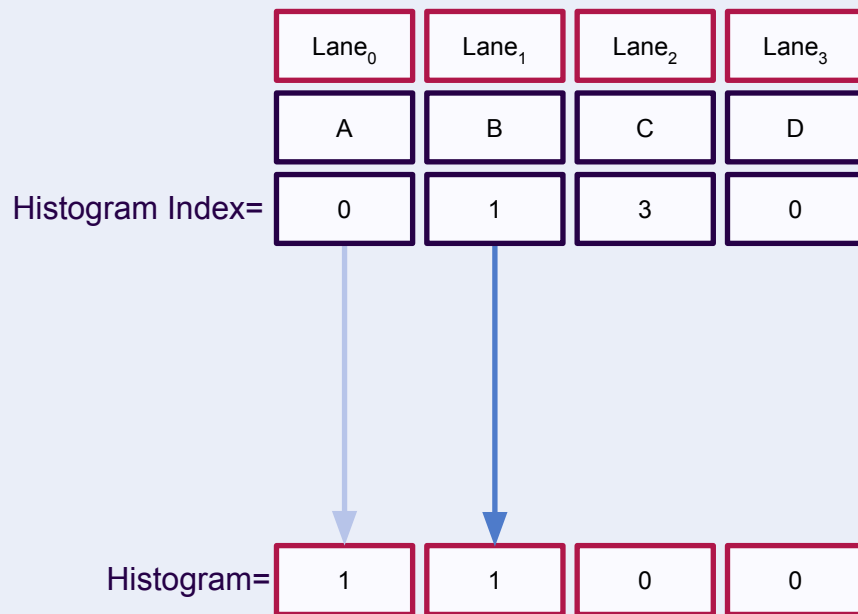 Lane₀ Lane₁ Lane₂ Lane₃
A B C D
Histogram Index= 0 1 3 0
Histogram= 1 1 0 0